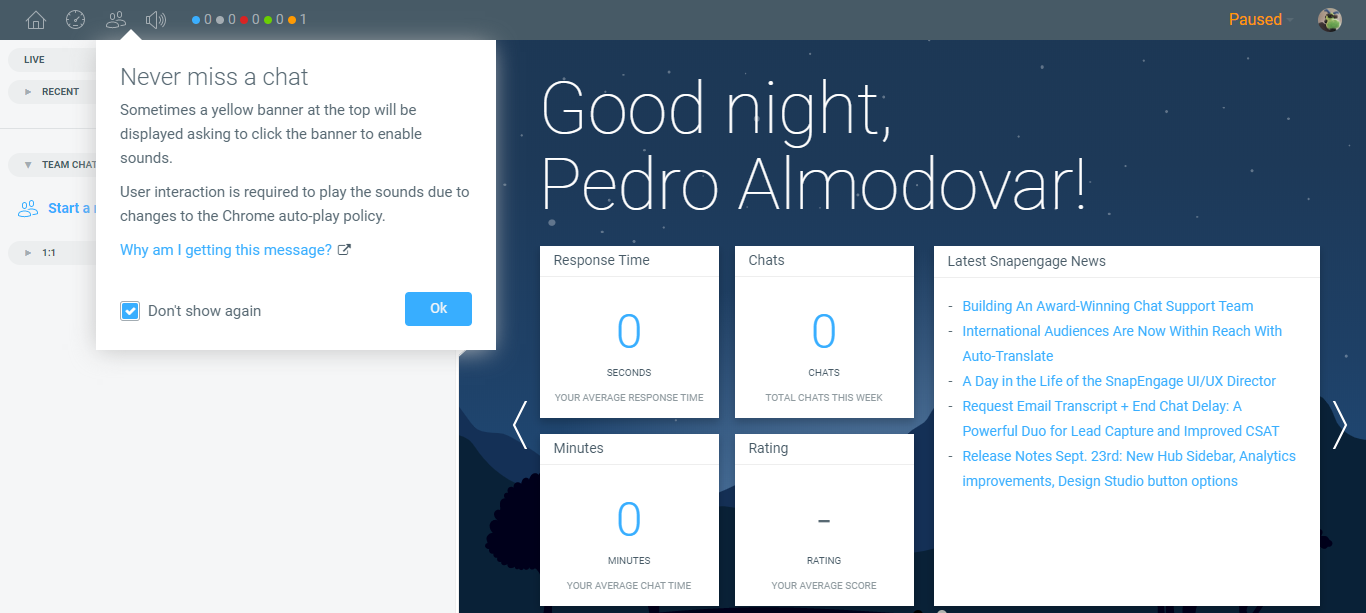 0 0 0 0 1
Paused
LIVE
RECENT
TEAM CHAT
Start a
1:1
Never miss a chat
Sometimes a yellow banner at the top will be
displayed asking to click the banner to enable
sounds.
User interaction is required to play the sounds due to
changes to the Chrome auto-play policy.
Why am I getting this message?
Don't show again
Ok
Good night,
Pedro Almodovar!
Response Time
0
SECONDS
YOUR AVERAGE RESPONSE TIME
Chats
0
CHATS
TOTAL CHATS THIS WEEK
Minutes
0
MINUTES
YOUR AVERAGE CHAT TIME
Rating
-
RATING
YOUR AVERAGE SCORE
Latest Snapengage News
- Building An Award-Winning Chat Support Team
- International Audiences Are Now Within Reach With
Auto-Translate
- A Day in the Life of the SnapEngage UI/UX Director
- Request Email Transcript + End Chat Delay: A
Powerful Duo for Lead Capture and Improved CSAT
- Release Notes Sept. 23rd: New Hub Sidebar, Analytics
improvements, Design Studio button options